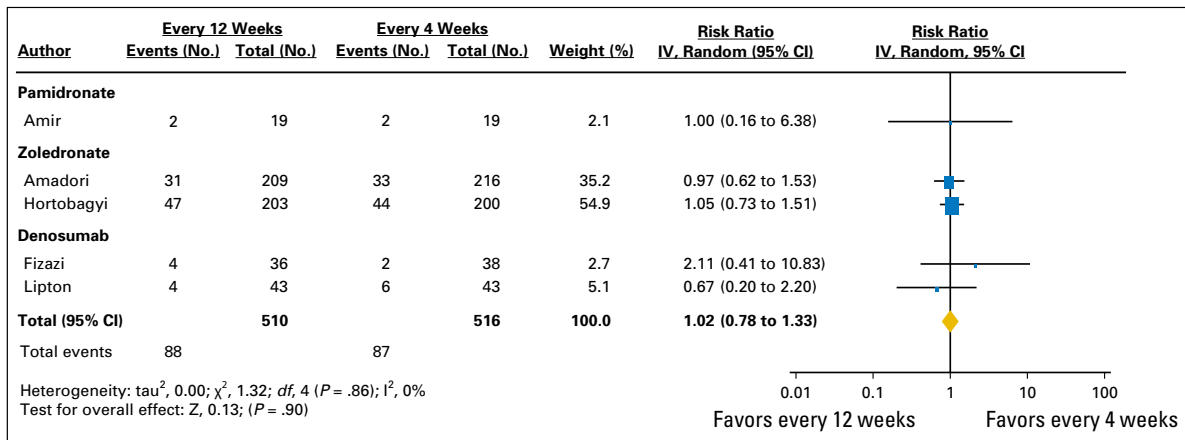 Every 12 Weeks Every 4 Weeks Risk Ratio Risk Ratio
Author Events (No.) Total (No.) Events (No.) Total (No.) Weight (%) IV, Random (95% CI) IV, Random, 95% CI
Pamidronate
Amir 2 19 2 19 2.1 1.00 (0.16 to 6.38)
Zoledronate
Amadori 31 209 33 216 35.2 0.97 (0.62 to 1.53)
Hortobagyi 47 203 44 200 54.9 1.05 (0.73 to 1.51)
Denosumab
Fizazi 4 36 2 38 2.7 2.11 (0.41 to 10.83)
Lipton 4 43 6 43 5.1 0.67 (0.20 to 2.20)
Total (95% CI) 510 516 100.0 1.02 (0.78 to 1.33)
Total events 88 87
Heterogeneity: tau², 0.00; χ², 1.32; df, 4 (P = .86); I², 0%
Test for overall effect: Z, 0.13; (P = .90)
0.01 0.1 1 10 100
Favors every 12 weeks Favors every 4 weeks